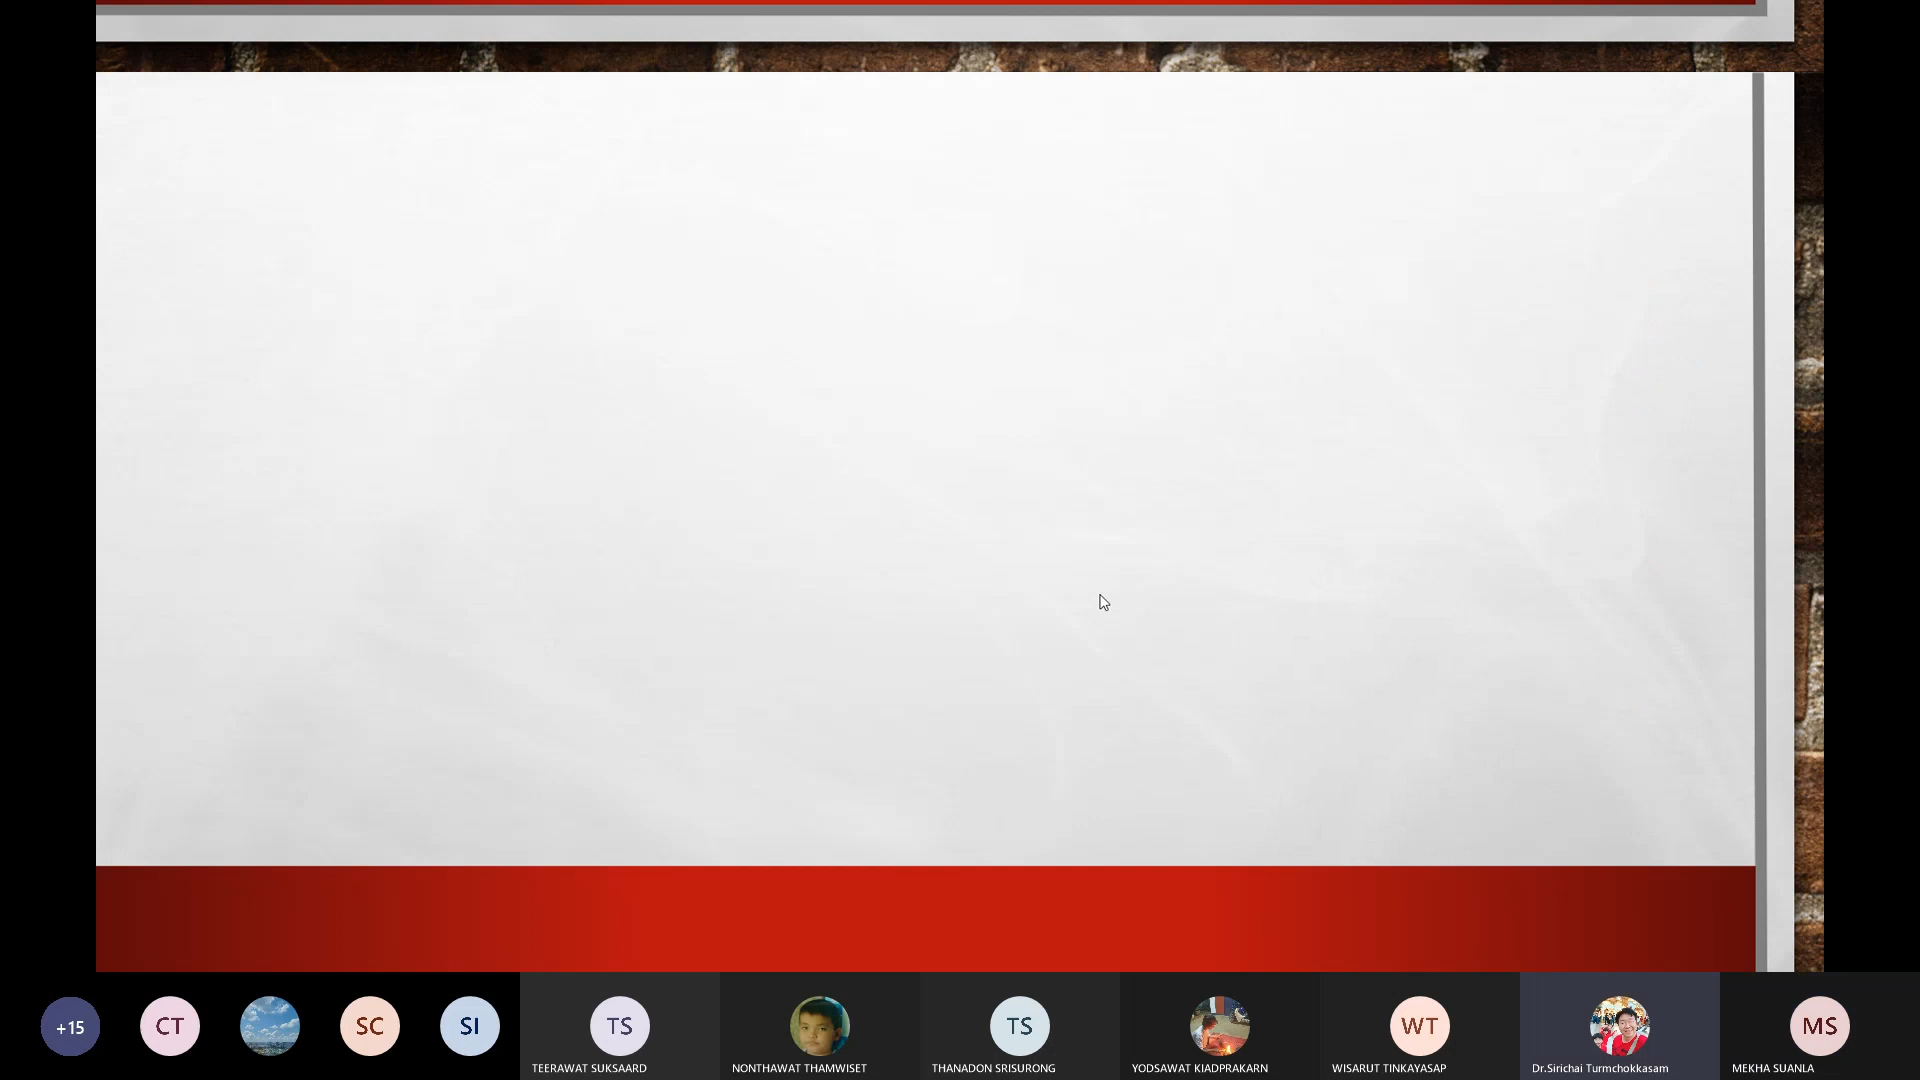 +15
CT
SC
SI
TS
TS
WT
MS
TEERAWAT SUKSAARD
NONTHAWAT THAMWISET
THANADON SRISURONG
YODSAWAT KIADPRAKARN
WISARUT TINKAYASAP
Dr.Sirichai Turmchokkasam
MEKHA SUANLA